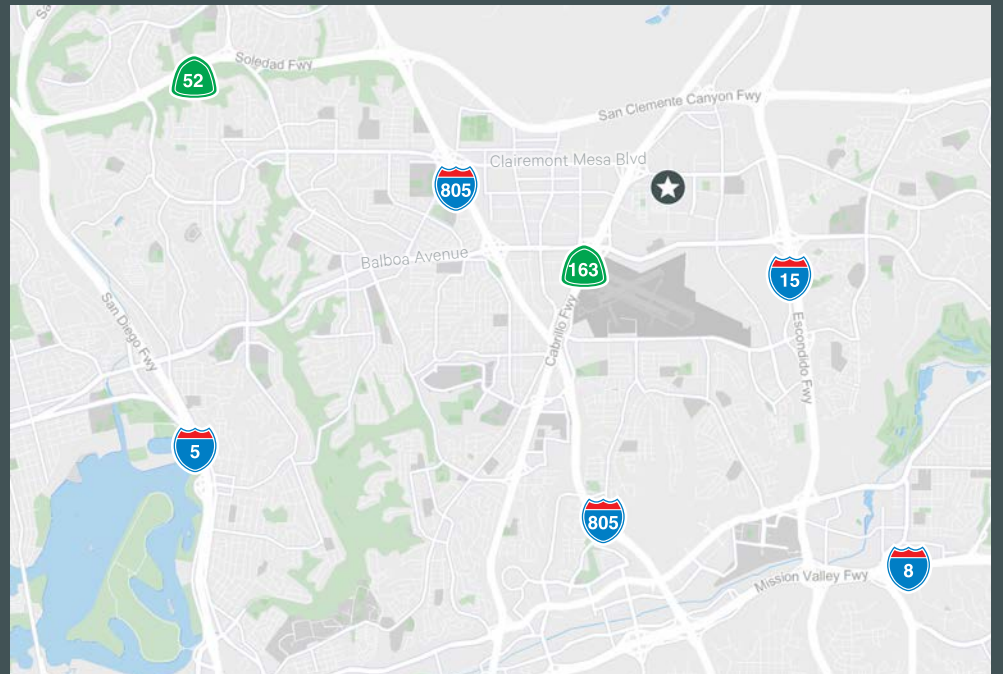 Soledad Fwy
52
San Clemente Canyon Fwy
Clairemont Mesa Blvd
805
Balboa Avenue
163
15
San Diego Fwy
Cabrillo Fwy
Escondido Fwy
5
805
Mission Valley Fwy
8